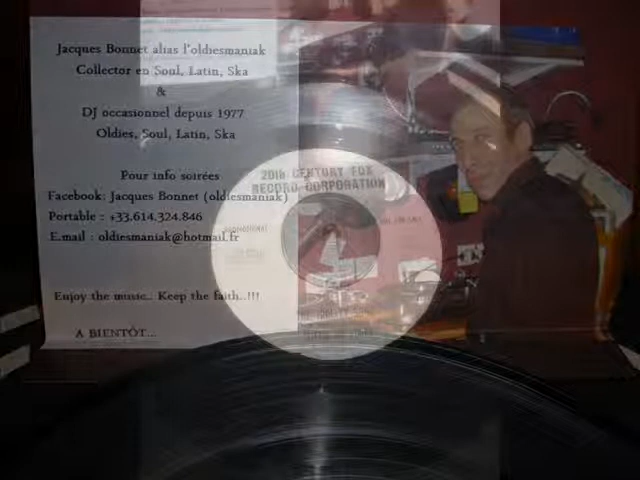 Jacques Bonnet alias l'oldiesmaniak
Collector en Soul, Latin, Ska
&
DJ occasionnel depuis 1977
Oldies, Soul, Latin, Ska
Pour info soirées
Facebook: Jacques Bonnet (oldiesmaniak)
Portable : +33.614.324.846
E.mail : oldiesmaniak@hotmail.fr
Enjoy the music.. Keep the faith..!!!
A BIENTÔT...
20th CENTURY FOX
RECORD CORPORATION
PROMOTIONAL